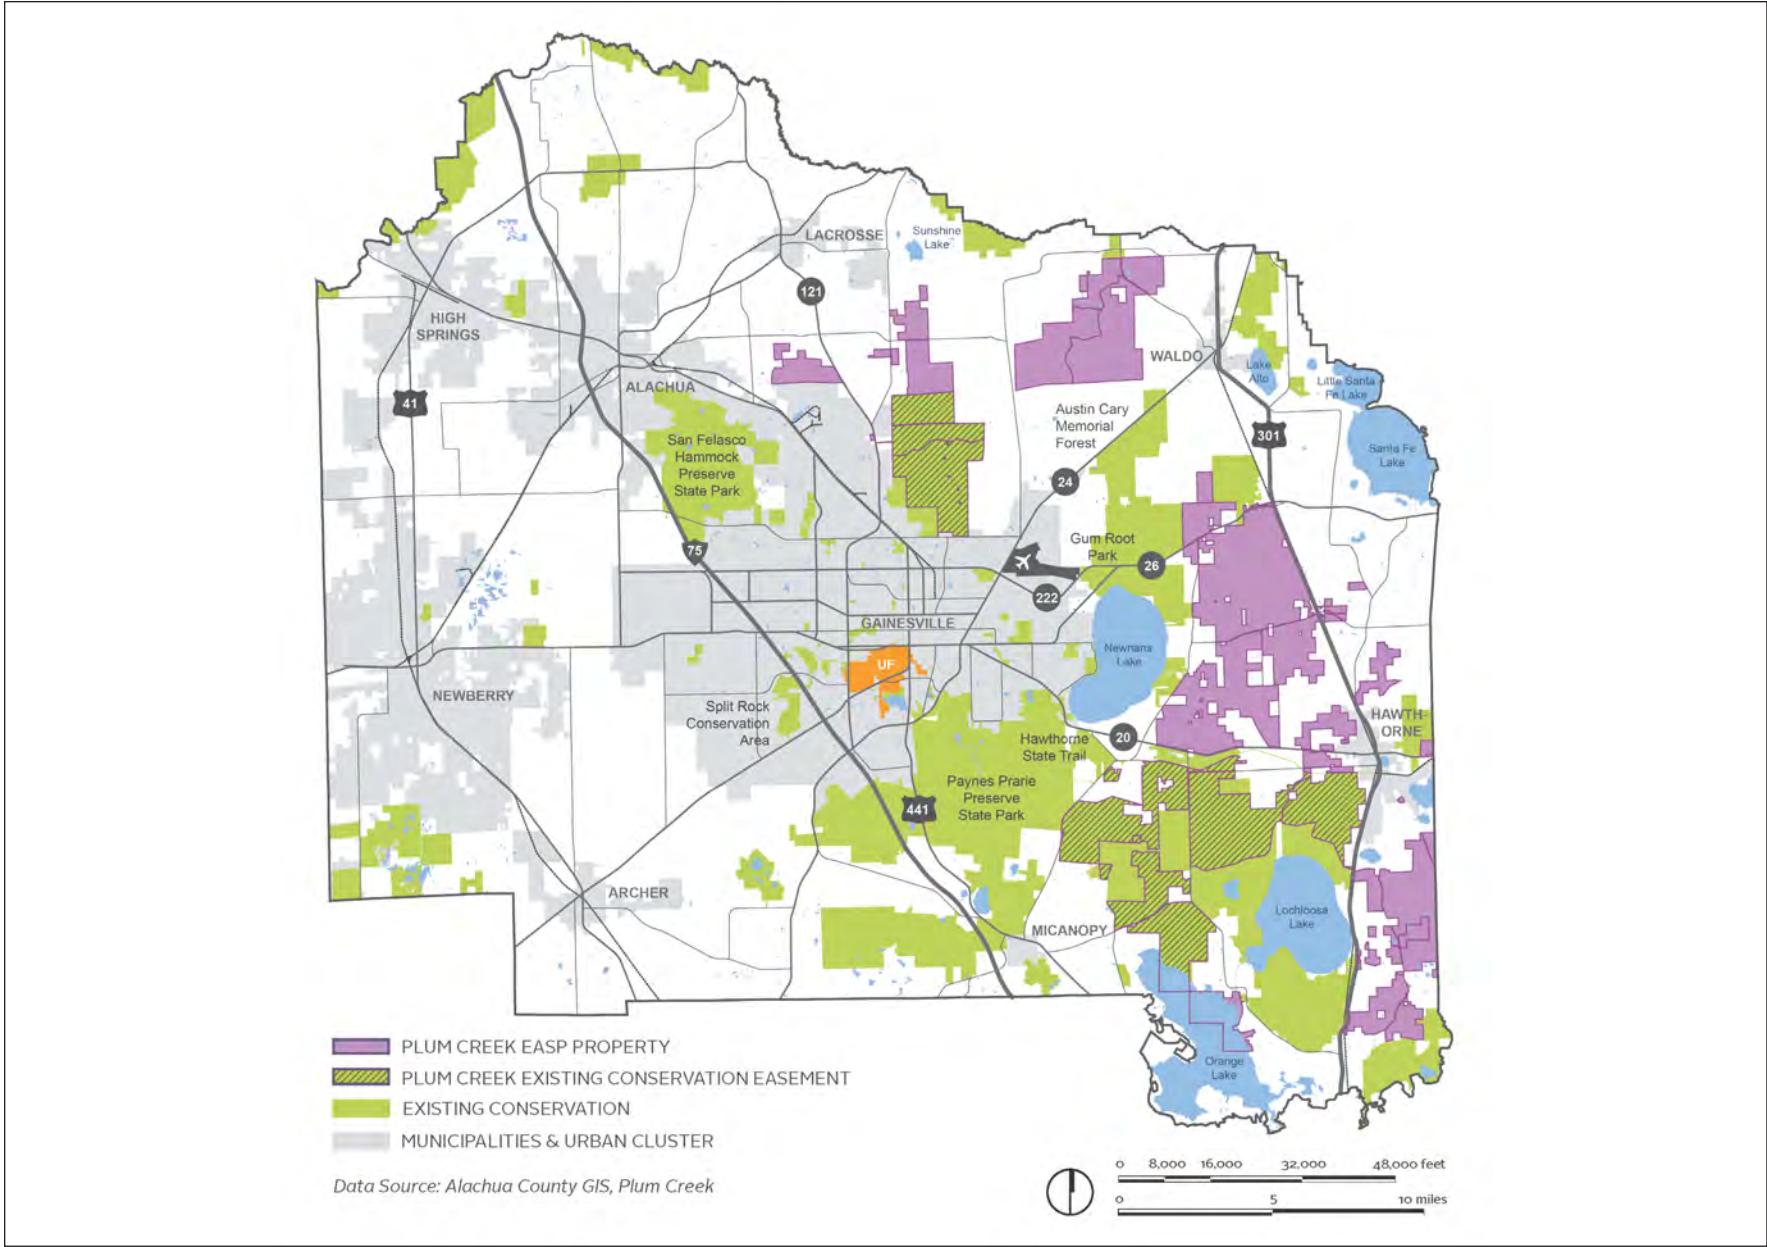 LACROSSE
Sunshine
Lake
121
HIGH
SPRINGS
WALDO
Lake
Alto
Little Santa
Fe Lake
ALACHUA
41
Austin Cary
Memorial
Forest
301
San Felasco
Hammock
Preserve
State Park
Santa Fe
Lake
24
75
Gum Root
Park
26
222
GAINESVILLE
UF
Newnans
Lake
NEWBERRY
Split Rock
Conservation
Area
HAWTH-
ORNE
20
Hawthorne
State Trail
Paynes Prarie
Preserve
State Park
441
ARCHER
MICANOPY
Lochloosa
Lake
Orange
Lake
PLUM CREEK EASP PROPERTY
PLUM CREEK EXISTING CONSERVATION EASEMENT
EXISTING CONSERVATION
MUNICIPALITIES & URBAN CLUSTER
Data Source: Alachua County GIS, Plum Creek
0 8,000 16,000 32,000 48,000 feet
0 5 10 miles